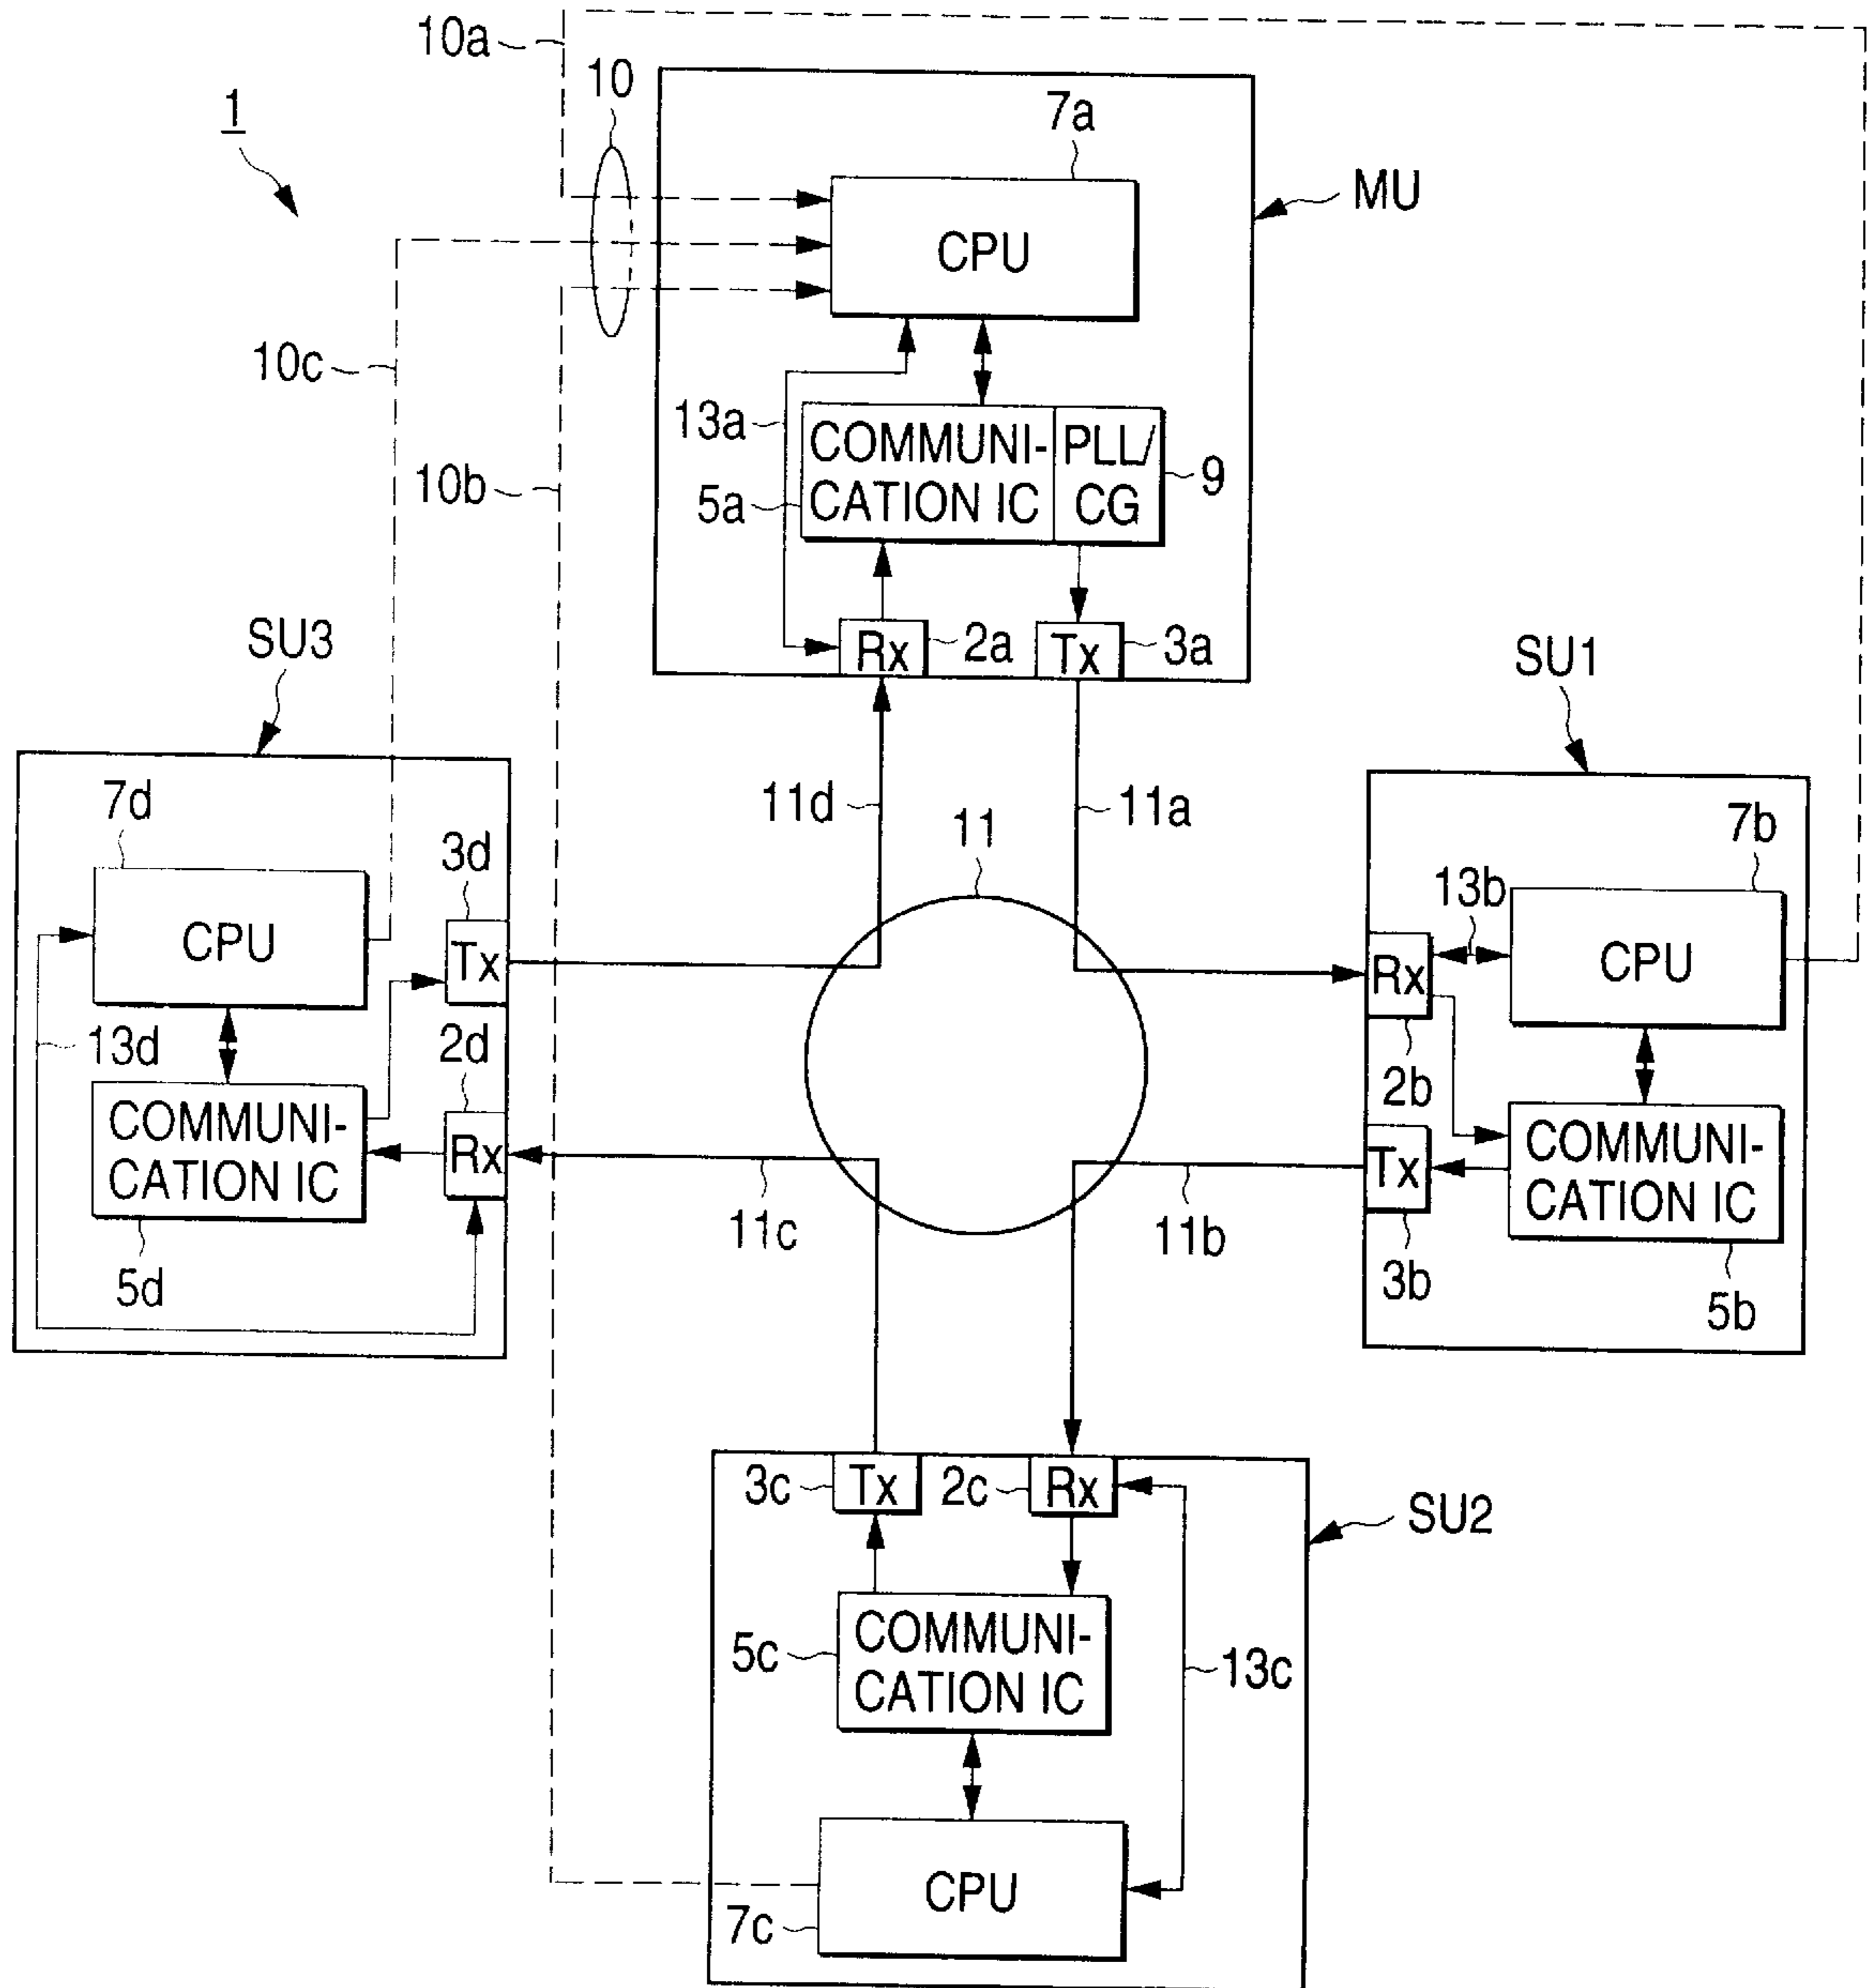 10a
10
1
7a
MU
CPU
10c
13a
COMMUNI-
CATION IC
PLL/
CG
9
10b
5a
SU3
Rx
2a
Tx
3a
SU1
7d
11d
11a
7b
3d
11
13b
CPU
Tx
Rx
CPU
13d
2d
2b
COMMUNI-
CATION IC
Rx
Tx
COMMUNI-
CATION IC
11c
11b
5d
3b
5b
3c
Tx
2c
Rx
SU2
5c
COMMUNI-
CATION IC
13c
CPU
7c